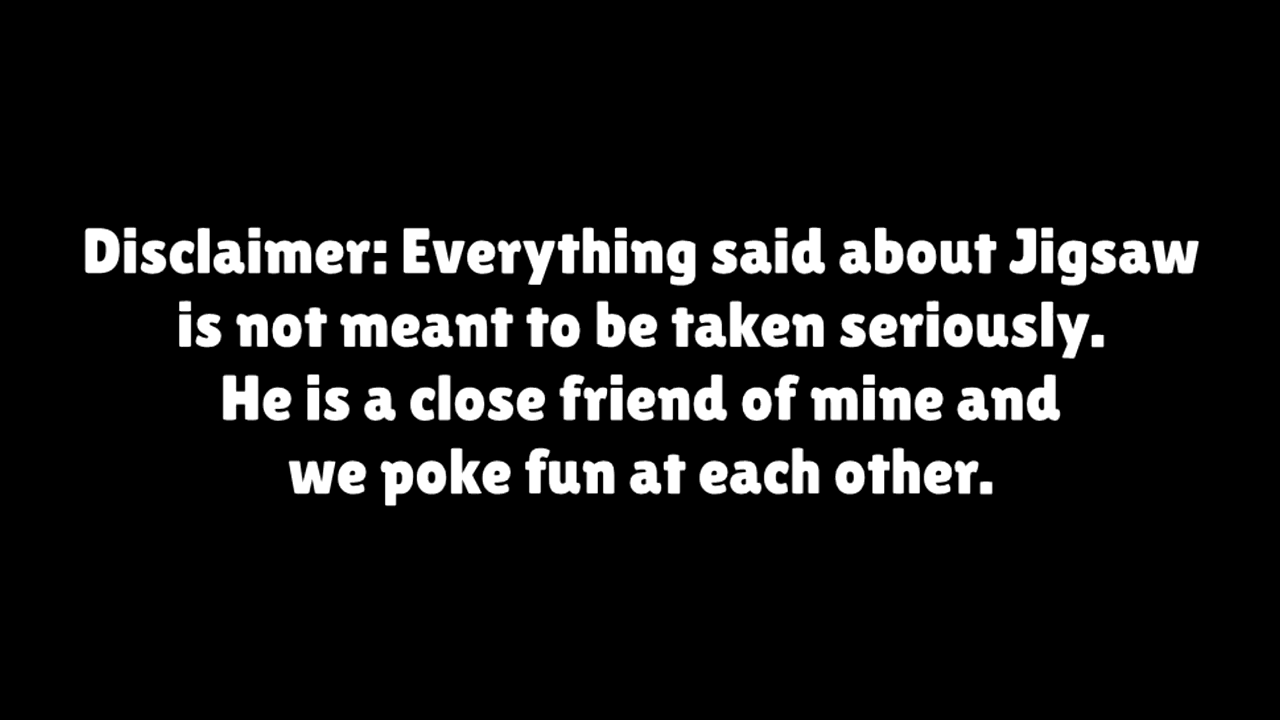 Disclaimer: Everything said about Jigsaw
is not meant to be taken seriously.
He is a close friend of mine and
we poke fun at each other.